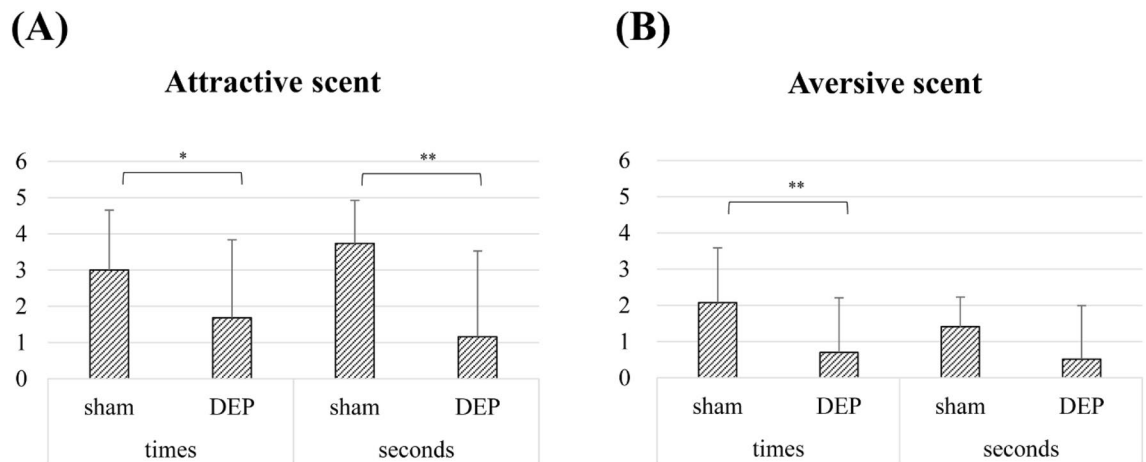 (A)
Attractive scent
6
5
4
3
2
1
0
*
**
sham DEP sham DEP
times seconds
(B)
Aversive scent
6
5
4
3
2
1
0
**
sham DEP sham DEP
times seconds